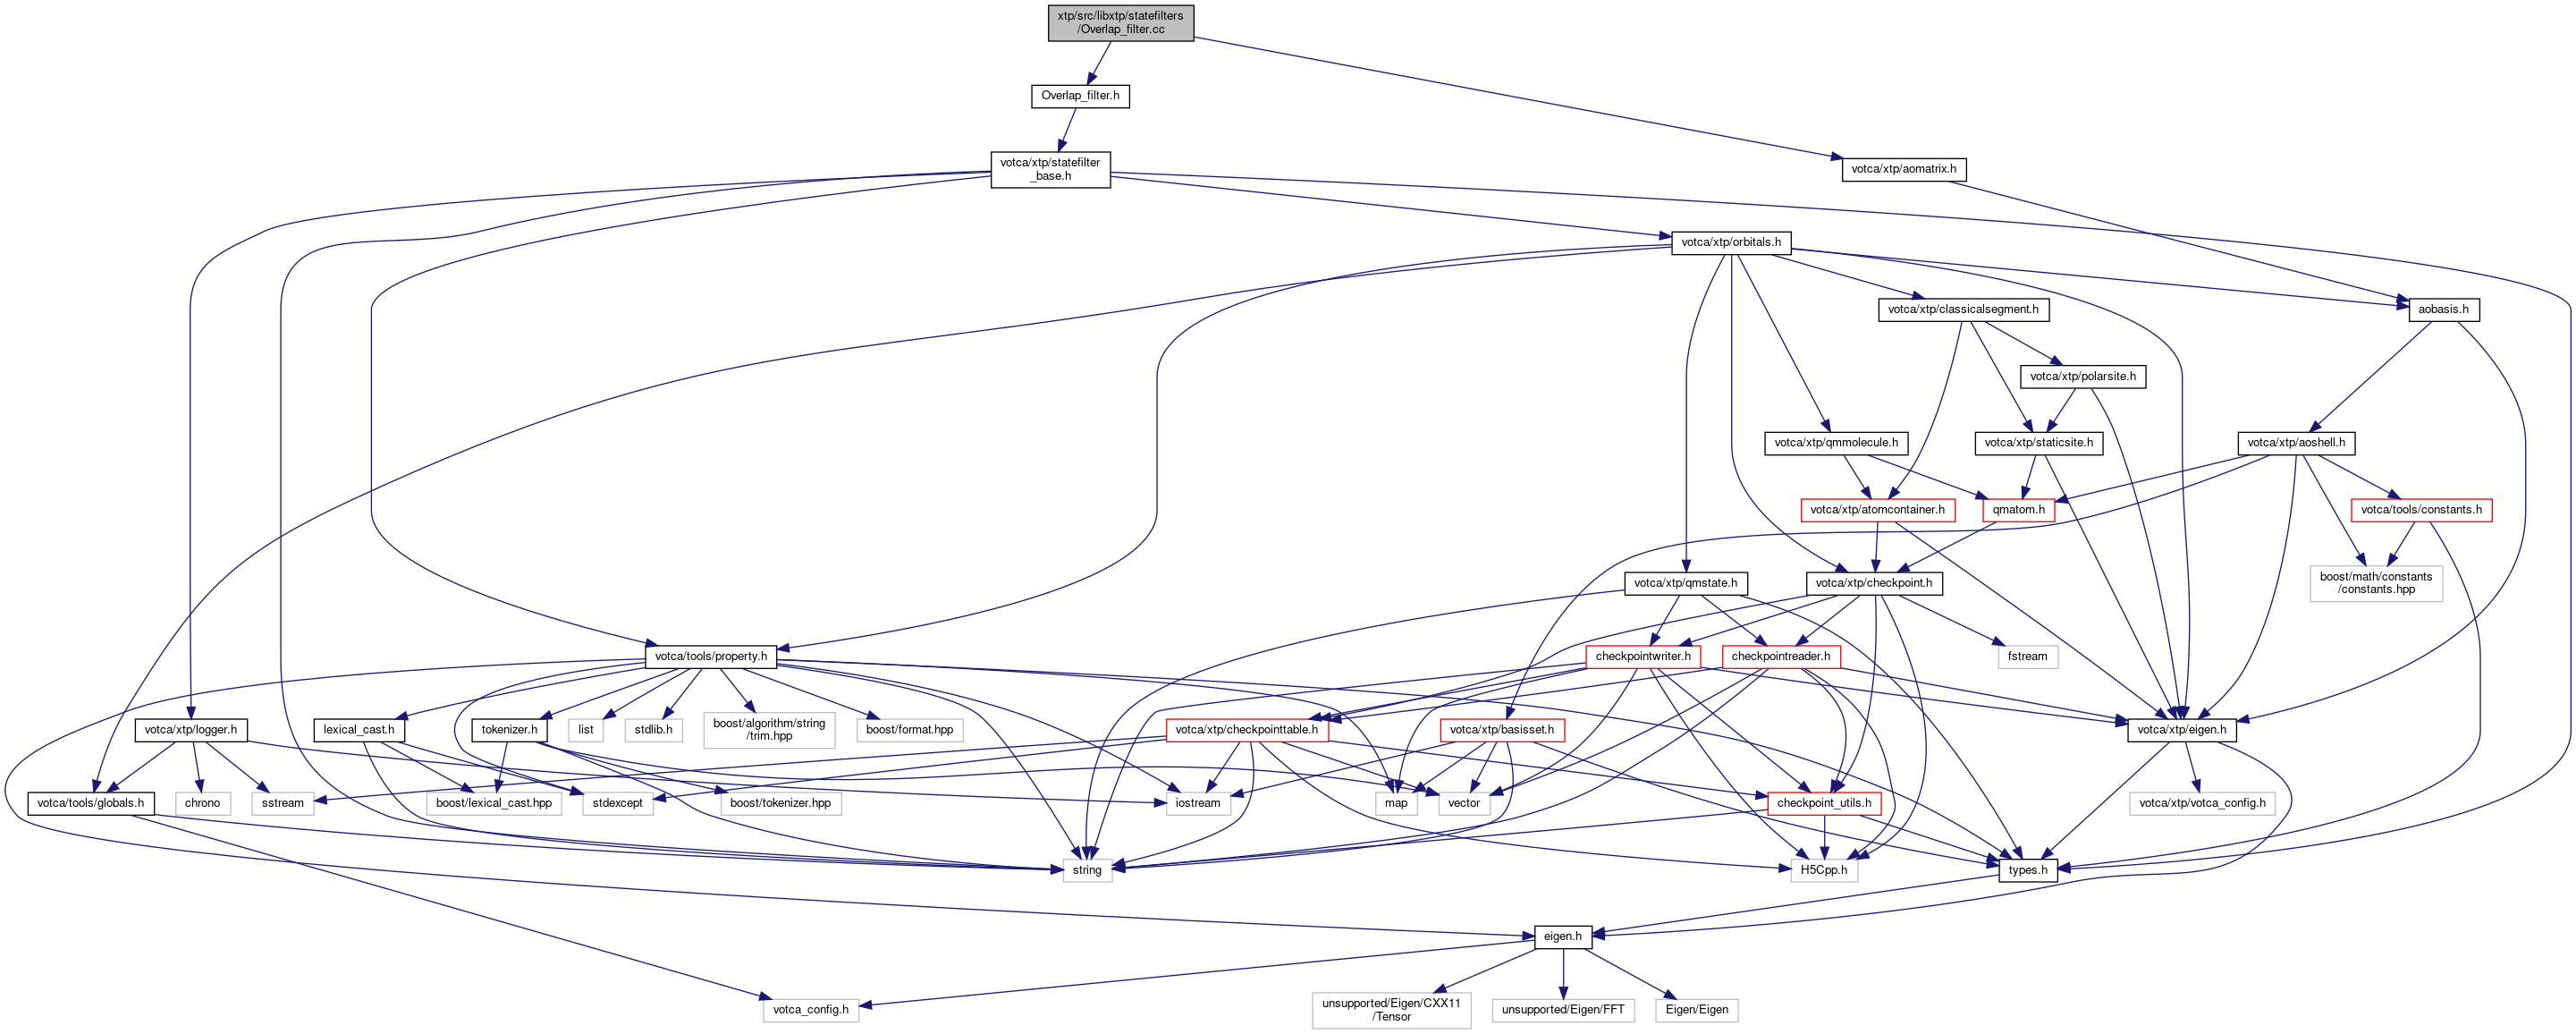 xtp/src/libxtp/statefilters
/Overlap_filter.cc
Overlap_filter.h
votca/xtp/statefilter
_base.h
votca/xtp/aomatrix.h
votca/xtp/orbitals.h
votca/xtp/classicalsegment.h
aobasis.h
votca/xtp/polarsite.h
votca/xtp/qmmolecule.h
votca/xtp/staticsite.h
votca/xtp/aoshell.h
votca/xtp/atomcontainer.h
qmatom.h
votca/tools/constants.h
votca/xtp/qmstate.h
votca/xtp/checkpoint.h
boost/math/constants
/constants.hpp
votca/tools/property.h
checkpointwriter.h
checkpointreader.h
fstream
votca/xtp/logger.h
lexical_cast.h
tokenizer.h
list
stdlib.h
boost/algorithm/string
/trim.hpp
boost/format.hpp
votca/xtp/checkpointtable.h
votca/xtp/basisset.h
votca/xtp/eigen.h
votca/tools/globals.h
chrono
sstream
boost/lexical_cast.hpp
stdexcept
boost/tokenizer.hpp
iostream
map
vector
checkpoint_utils.h
votca/xtp/votca_config.h
string
H5Cpp.h
types.h
eigen.h
votca_config.h
unsupported/Eigen/CXX11
/Tensor
unsupported/Eigen/FFT
Eigen/Eigen